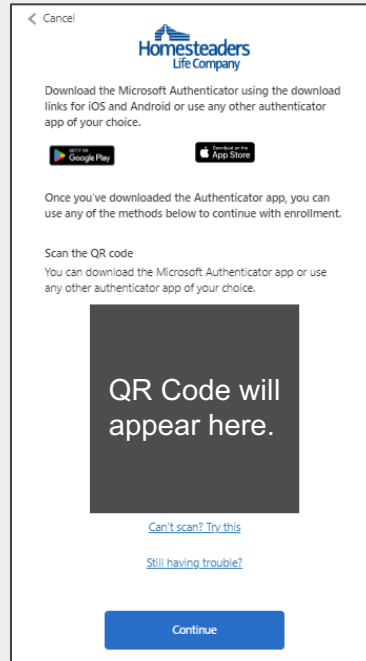 Cancel
Homesteaders
Life Company
Download the Microsoft Authenticator using the download
links for iOS and Android or use any other authenticator
app of your choice.
GET IT ON
Google Play
Download on the
App Store
Once you've downloaded the Authenticator app, you can
use any of the methods below to continue with enrollment.
Scan the QR code
You can download the Microsoft Authenticator app or use
any other authenticator app of your choice.
QR Code will
appear here.
Can't scan? Try this
Still having trouble?
Continue